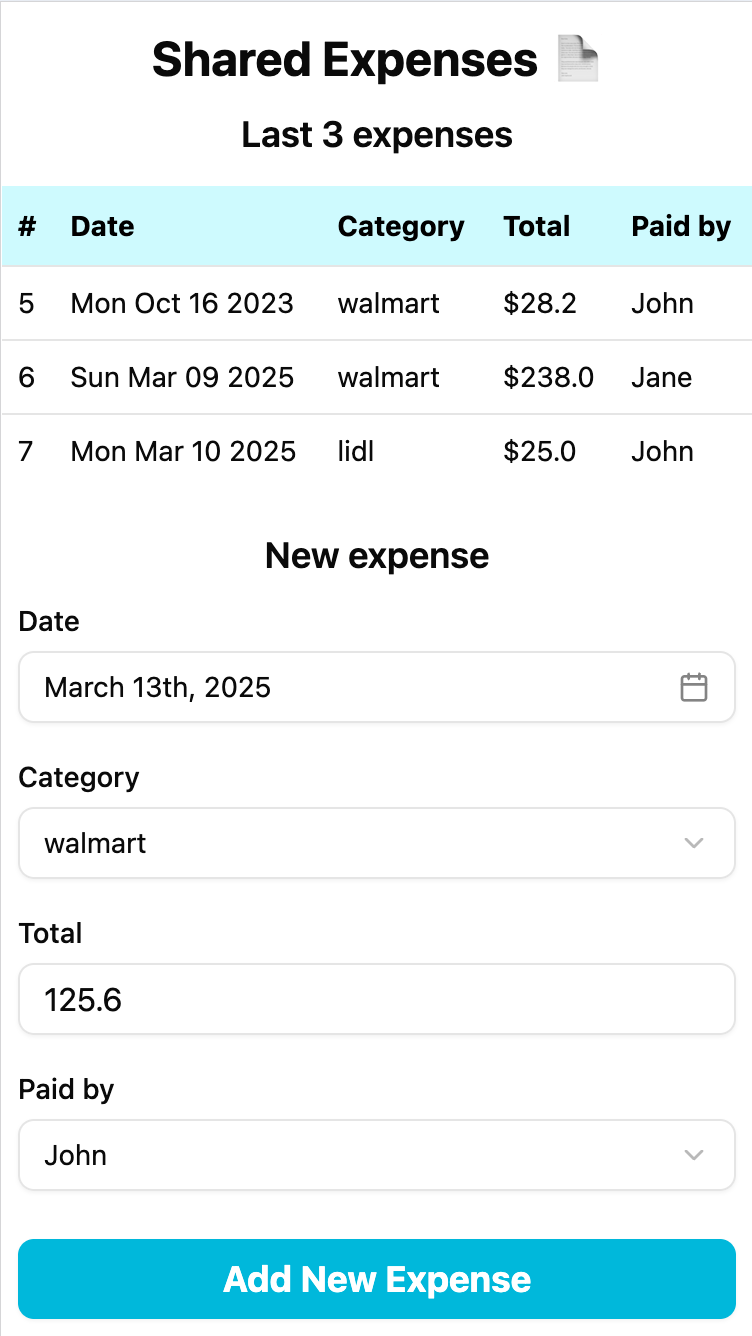 Shared Expenses
Last 3 expenses
# Date Category Total Paid by
5 Mon Oct 16 2023 walmart $28.2 John
6 Sun Mar 09 2025 walmart $238.0 Jane
7 Mon Mar 10 2025 lidl $25.0 John
New expense
Date
March 13th, 2025
Category
walmart
Total
125.6
Paid by
John
Add New Expense